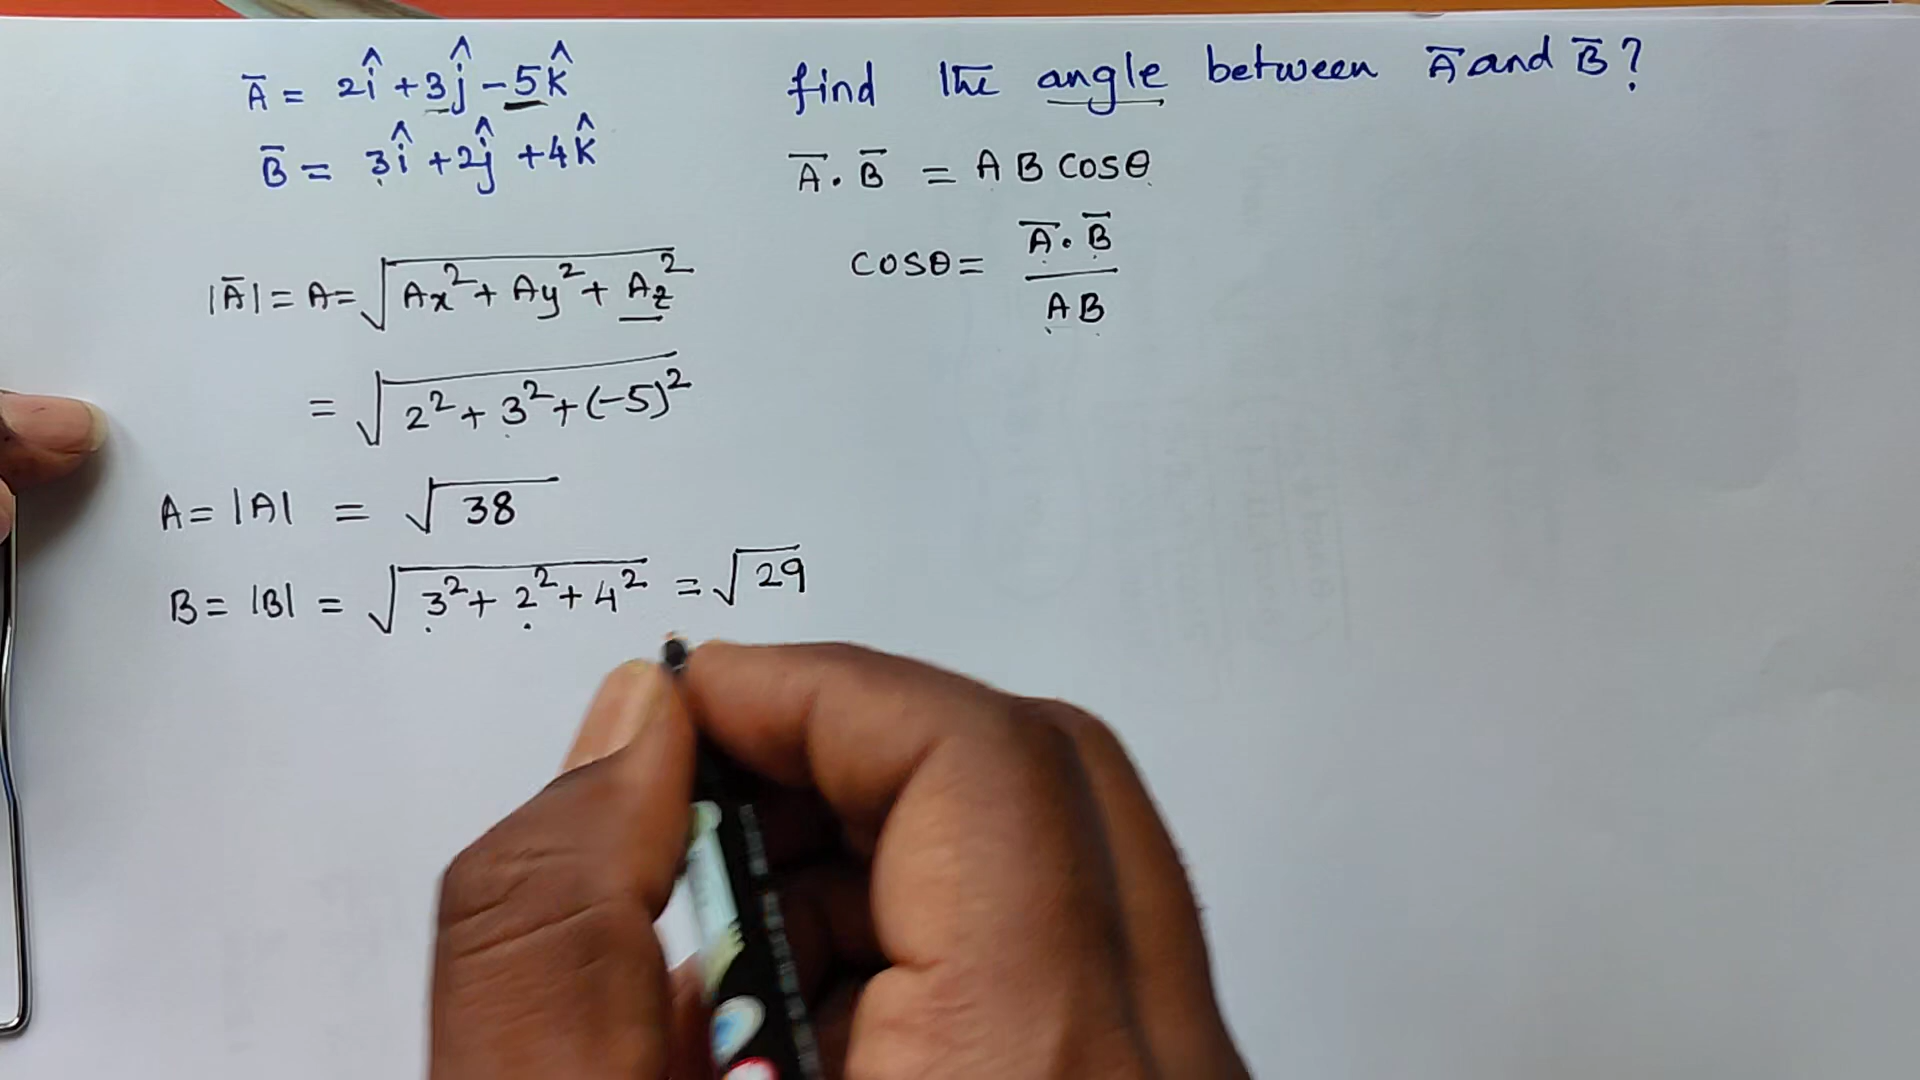 A̅ = 2î + 3ĵ - 5k̂
B̅ = 3î + 2ĵ + 4k̂
|A̅| = A = √(Ax² + Ay² + Az²)
= √(2² + 3² + (-5)²)
A = |A| = √38
B = |B| = √(3² + 2² + 4²) = √29
find the angle between A̅ and B̅?
A̅ . B̅ = A B cosθ
cosθ = A̅ . B̅ / AB